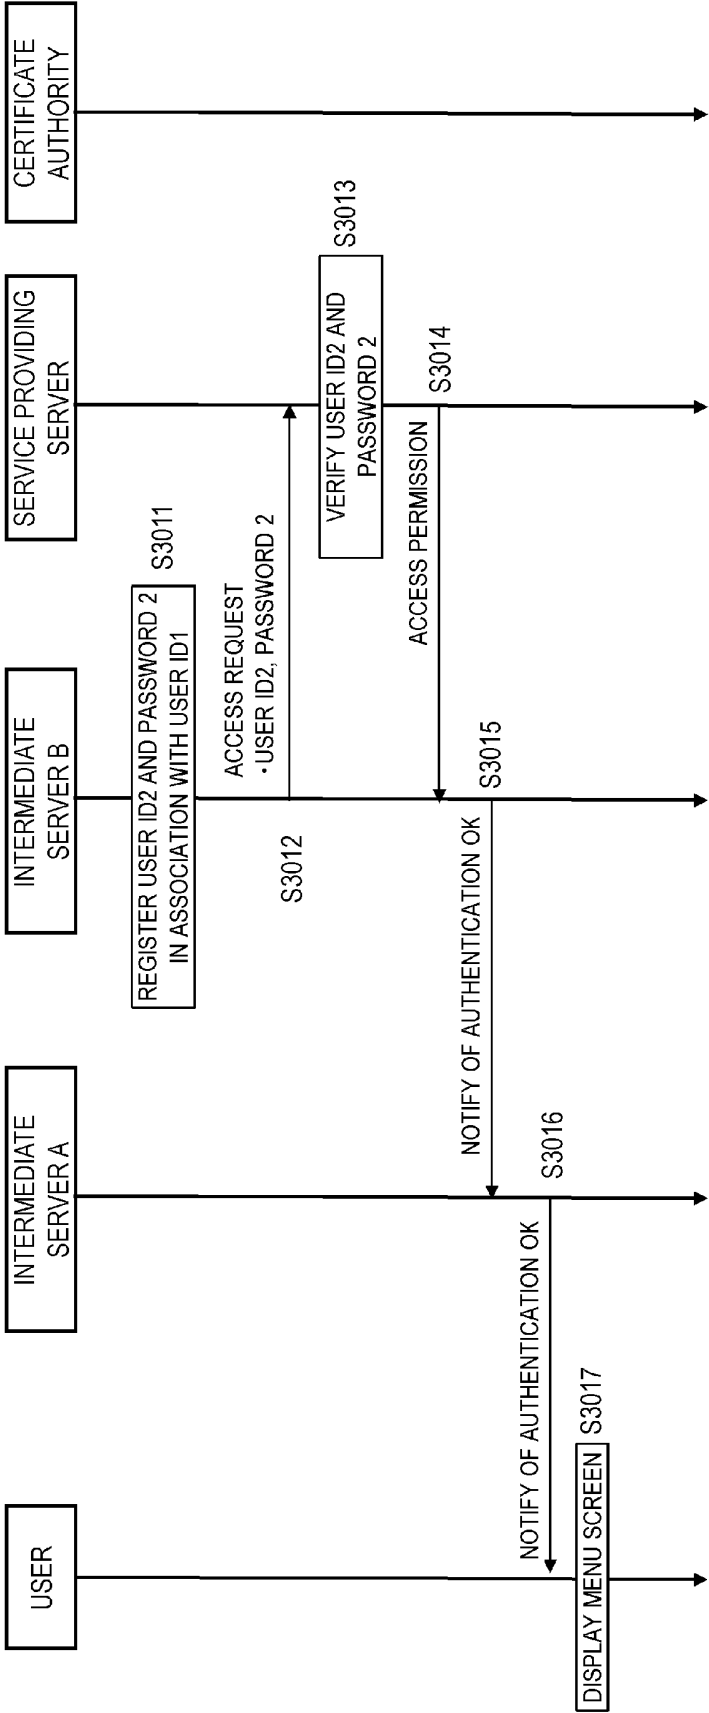 USER
INTERMEDIATE
SERVER A
INTERMEDIATE
SERVER B
SERVICE PROVIDING
SERVER
CERTIFICATE
AUTHORITY
S3011
REGISTER USER ID2 AND PASSWORD 2
IN ASSOCIATION WITH USER ID1
ACCESS REQUEST
・USER ID2, PASSWORD 2
S3012
S3013
VERIFY USER ID2 AND
PASSWORD 2
ACCESS PERMISSION
S3014
NOTIFY OF AUTHENTICATION OK
S3015
NOTIFY OF AUTHENTICATION OK
S3016
DISPLAY MENU SCREEN
S3017